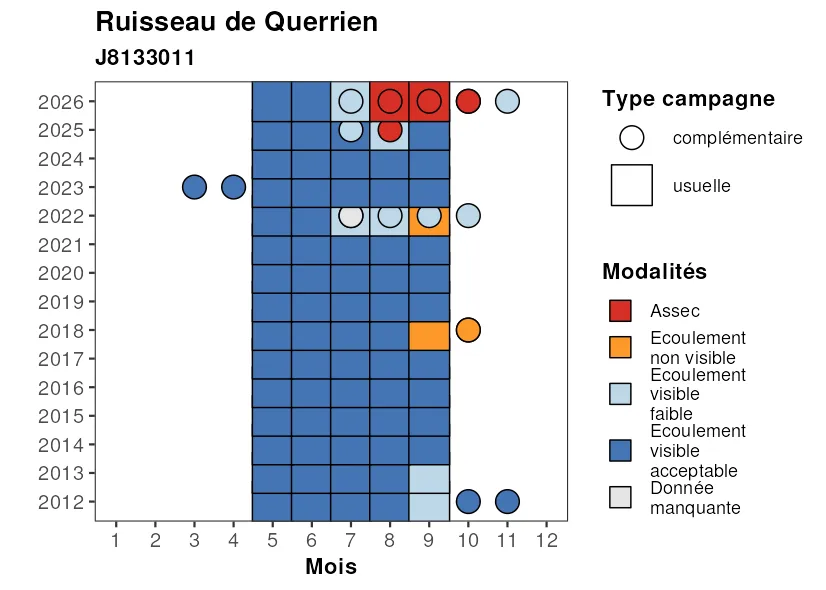 Ruisseau de Querrien
J8133011
2026
2025
2024
2023
2022
2021
2020
2019
2018
2017
2016
2015
2014
2013
2012
1 2 3 4 5 6 7 8 9 10 11 12
Mois
Type campagne
complémentaire
usuelle
Modalités
Assec
Ecoulement
non visible
Ecoulement
visible
faible
Ecoulement
visible
acceptable
Donnée
manquante